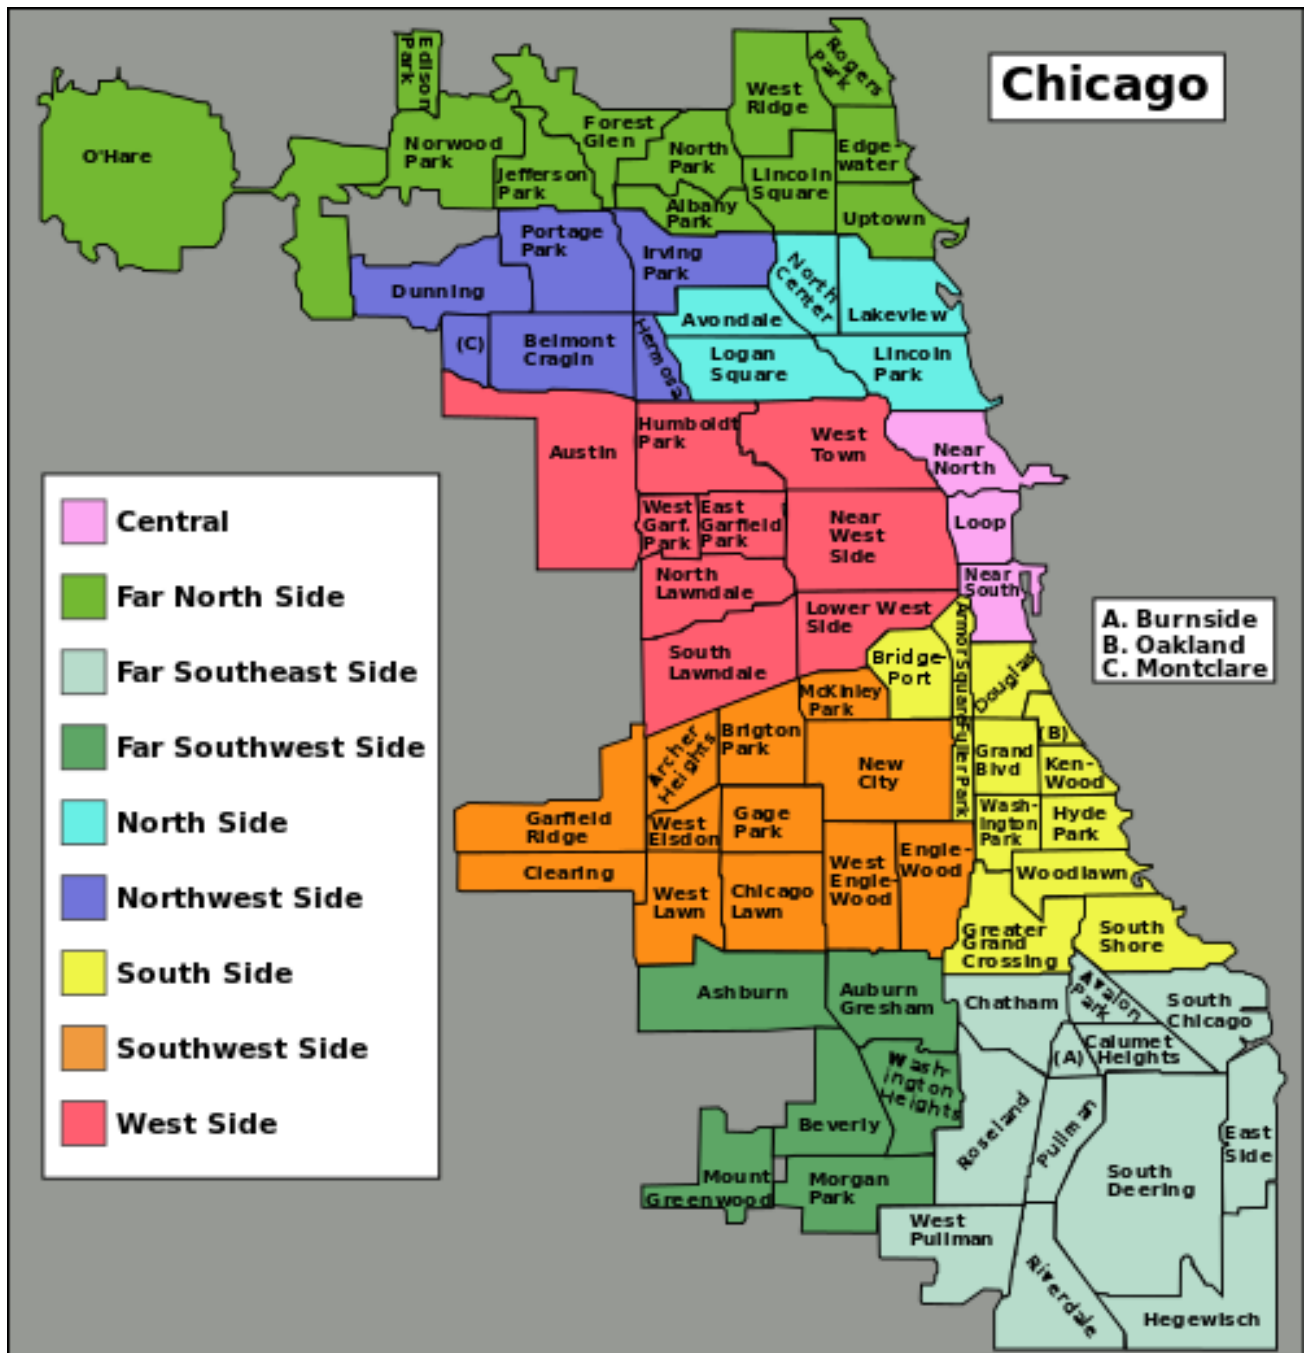 Chicago
Edison
Park
Rogers
Park
West
Ridge
O'Hare
Norwood
Park
Forest
Glen
North
Park
Edge-
water
Jefferson
Park
Lincoln
Square
Albany
Park
Uptown
Portage
Park
Irving
Park
North
Center
Dunning
Avondale
Lakeview
(C)
Belmont
Cragin
Hermosa
Logan
Square
Lincoln
Park
Austin
Humboldt
Park
West
Town
Near
North
West
Garf.
Park
East
Garfield
Park
Near
West
Side
Loop
North
Lawndale
Near
South
Lower West
Side
South
Lawndale
Bridge-
Port
Armor Square
Douglas
McKinley
Park
Archer
Heights
Brigton
Park
New
City
Fuller Park
Grand
Blvd
(B)
Ken-
Wood
Garfield
Ridge
West
Elsdon
Gage
Park
Wash-
ington
Park
Hyde
Park
Clearing
West
Lawn
Chicago
Lawn
West
Engle-
Wood
Engle-
Wood
Woodlawn
Greater
Grand
Crossing
South
Shore
Ashburn
Auburn
Gresham
Chatham
Avalon
Park
South
Chicago
Wash-
ington
Heights
(A)
Calumet
Heights
Beverly
Roseland
Pullman
East
Side
Mount
Greenwood
Morgan
Park
South
Deering
West
Pullman
Riverdale
Hegewisch
Central
Far North Side
Far Southeast Side
Far Southwest Side
North Side
Northwest Side
South Side
Southwest Side
West Side
A. Burnside
B. Oakland
C. Montclare